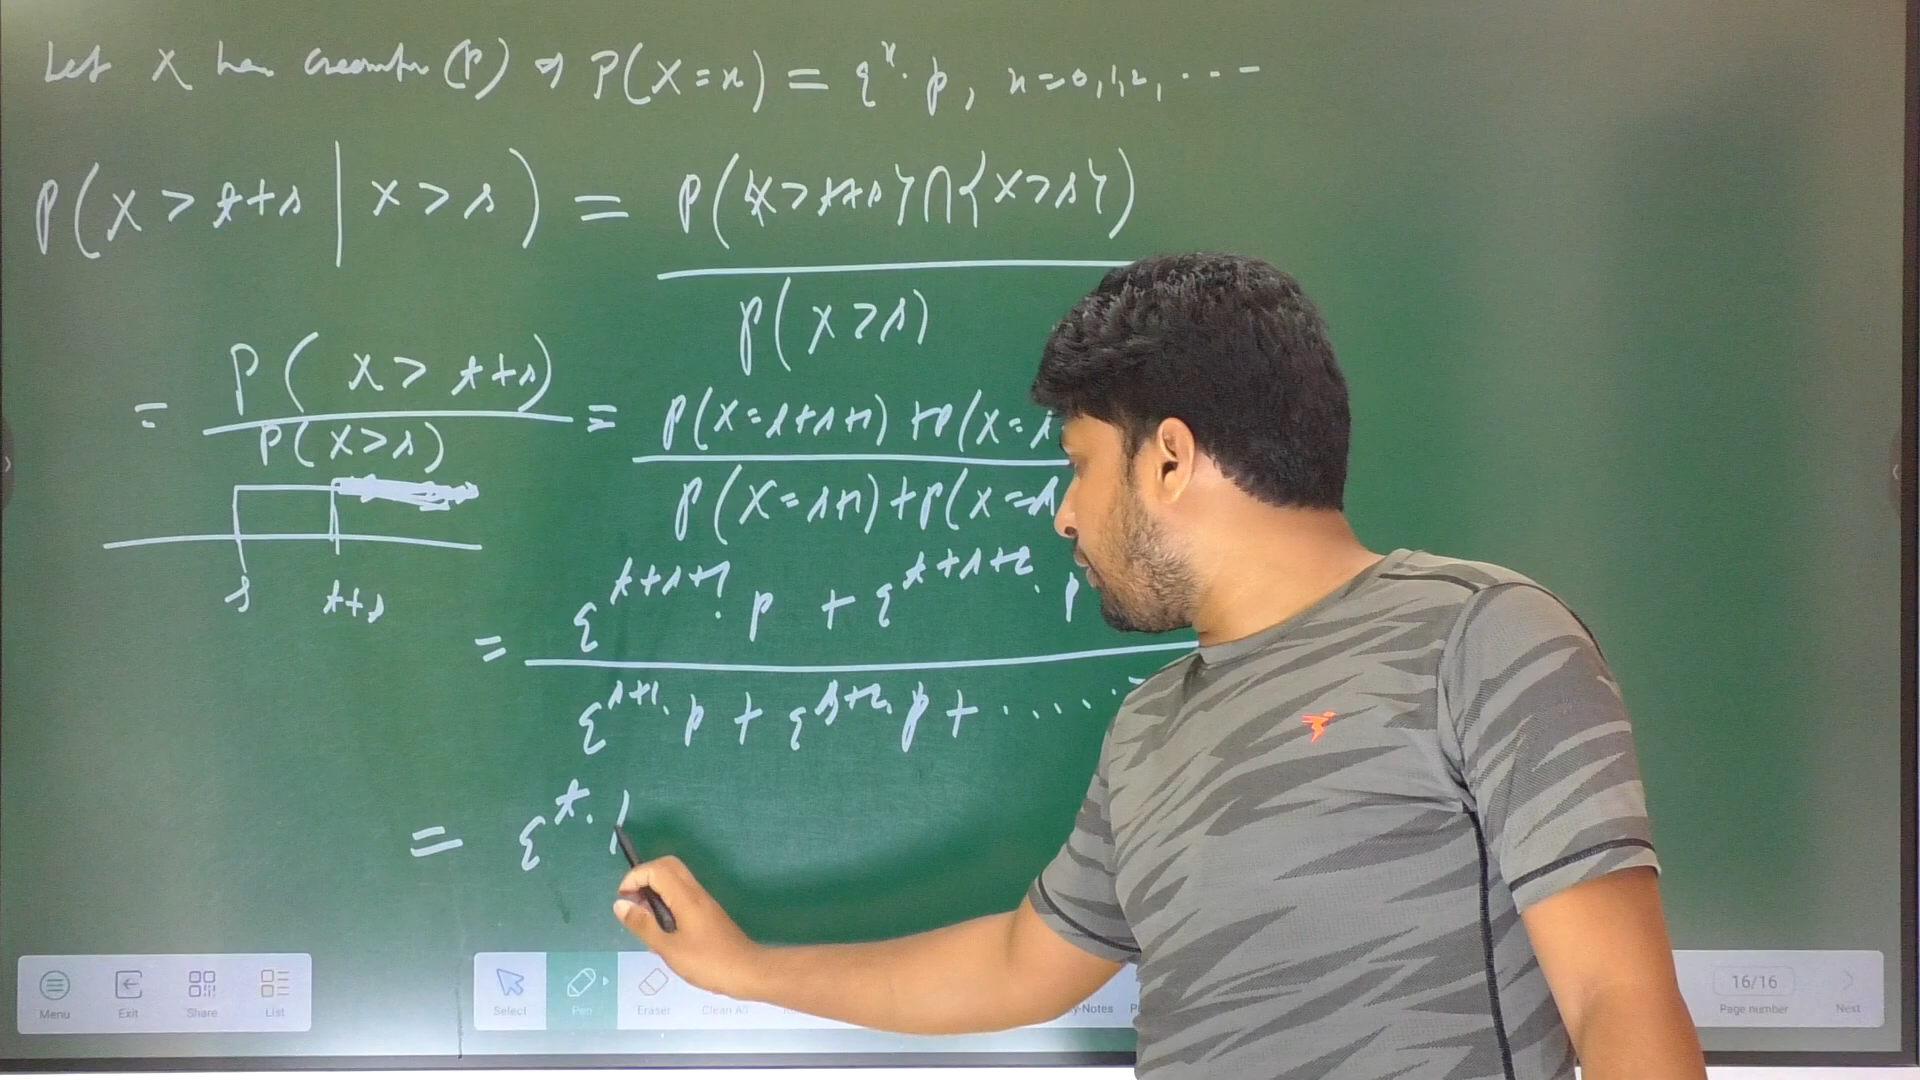 Let X has Geometric (p) ⇒ P(X=x) = q^x · p, x=0,1,2, ...
P(X > t+s | X > s) = P({X > t+s} ∩ {X > s}) / P(X > s)
= P(X > t+s) / P(X > s) = P(X=t+s+1) + P(X= / P(X=s+1) + P(X=s
s t+s
= q^{t+s+1} · p + q^{t+s+2} · p / q^{s+1} · p + q^{s+2} · p + .....
= q^t ·
Menu Exit Share List Select Pen Eraser Clean All y-Notes 16/16 Page number Next